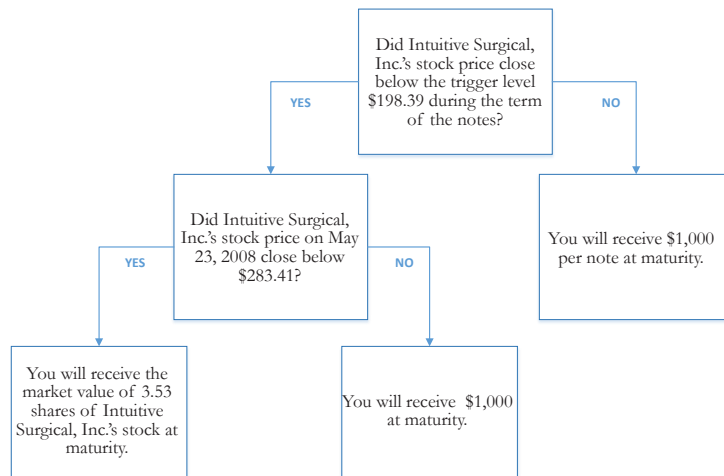 Did Intuitive Surgical,
Inc.'s stock price close
below the trigger level
$198.39 during the term
of the notes?
YES
NO
Did Intuitive Surgical,
Inc.'s stock price on May
23, 2008 close below
$283.41?
You will receive $1,000
per note at maturity.
YES
NO
You will receive the
market value of 3.53
shares of Intuitive
Surgical, Inc.'s stock at
maturity.
You will receive $1,000
at maturity.